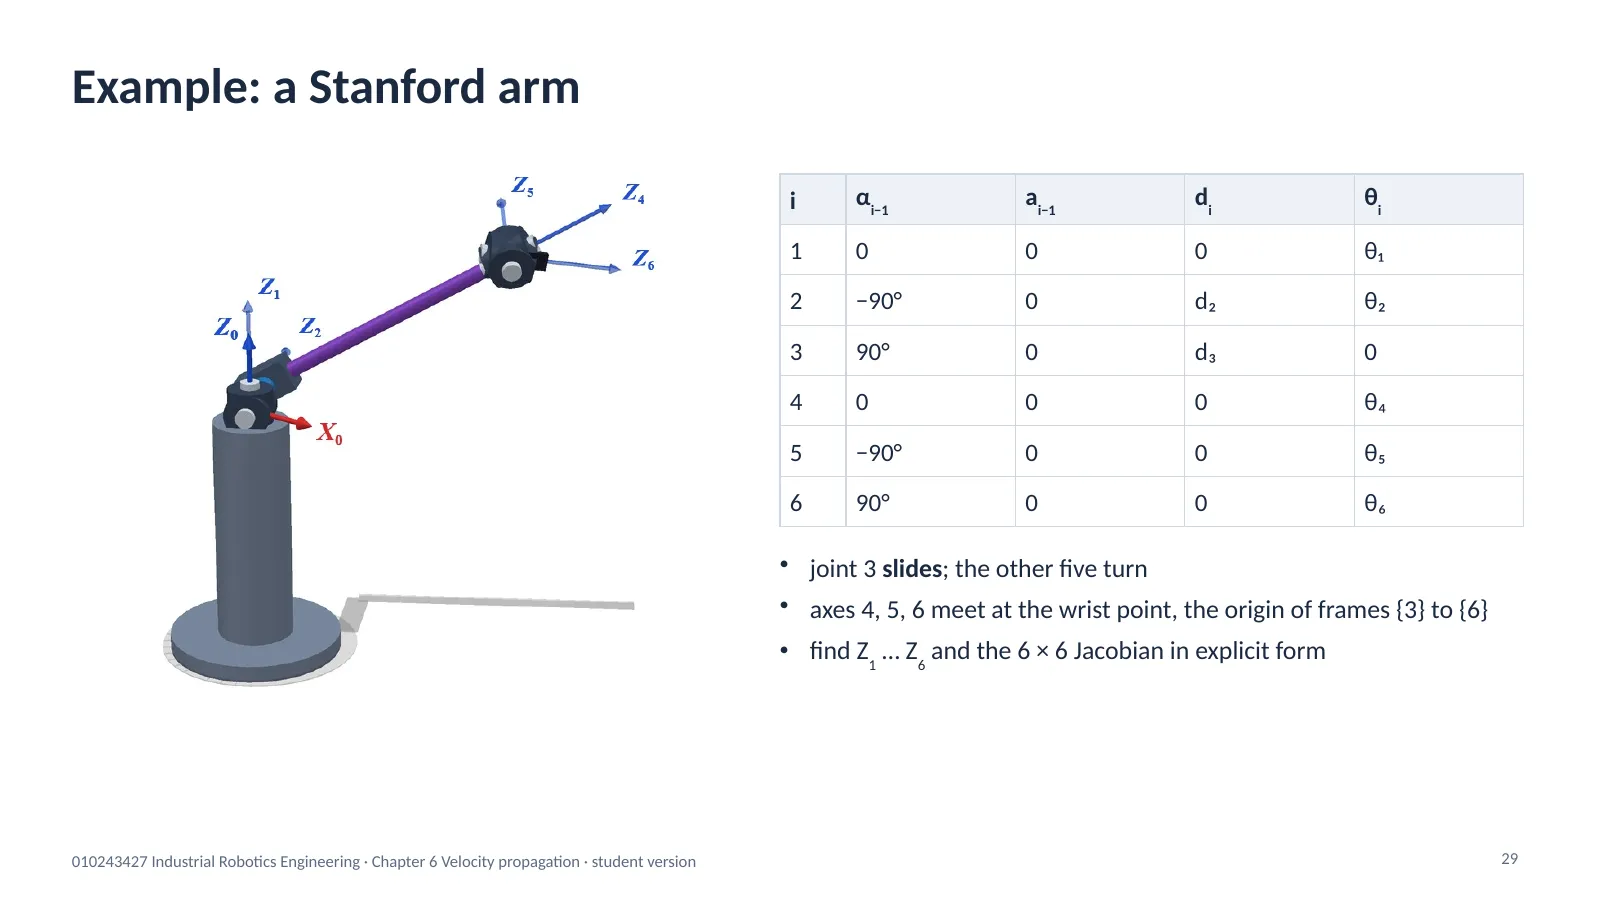 Example: a Stanford arm
Z₅
Z₄
Z₆
Z₁
Z₀
Z₂
X₀
i αᵢ₋₁ aᵢ₋₁ dᵢ θᵢ
1 0 0 0 θ₁
2 −90° 0 d₂ θ₂
3 90° 0 d₃ 0
4 0 0 0 θ₄
5 −90° 0 0 θ₅
6 90° 0 0 θ₆
• joint 3 slides; the other five turn
• axes 4, 5, 6 meet at the wrist point, the origin of frames {3} to {6}
• find Z₁ … Z₆ and the 6 × 6 Jacobian in explicit form
010243427 Industrial Robotics Engineering · Chapter 6 Velocity propagation · student version
29